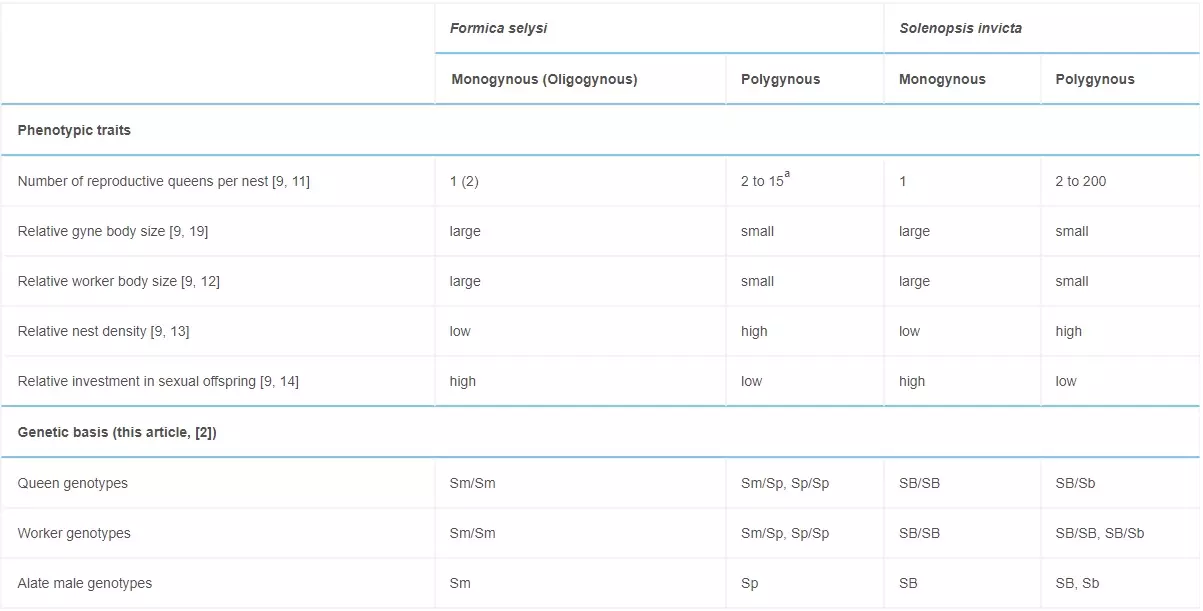 Formica selysi Solenopsis invicta
Monogynous (Oligogynous) Polygynous Monogynous Polygynous
Phenotypic traits
Number of reproductive queens per nest [9, 11] 1 (2) 2 to 15a 1 2 to 200
Relative gyne body size [9, 19] large small large small
Relative worker body size [9, 12] large small large small
Relative nest density [9, 13] low high low high
Relative investment in sexual offspring [9, 14] high low high low
Genetic basis (this article, [2])
Queen genotypes Sm/Sm Sm/Sp, Sp/Sp SB/SB SB/Sb
Worker genotypes Sm/Sm Sm/Sp, Sp/Sp SB/SB SB/SB, SB/Sb
Alate male genotypes Sm Sp SB SB, Sb